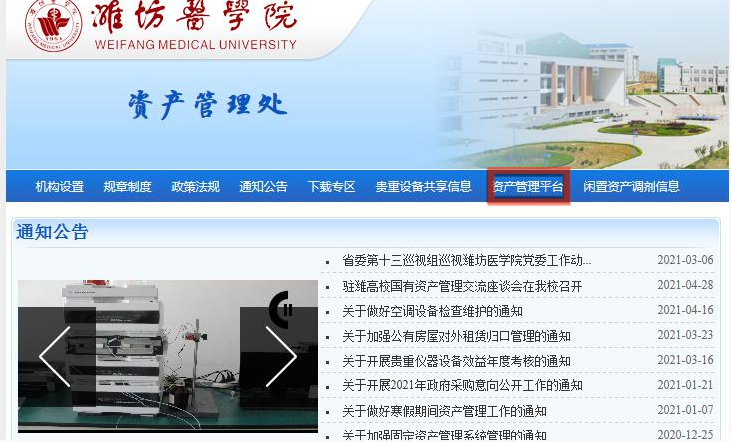 潍坊醫學院
WEIFANG MEDICAL UNIVERSITY
1951
资产管理处
机构设置 规章制度 政策法规 通知公告 下载专区 贵重设备共享信息 资产管理平台 闲置资产调剂信息
通知公告
省委第十三巡视组巡视潍坊医学院党委工作动... 2021-03-06
驻潍高校国有资产管理交流座谈会在我校召开 2021-04-28
关于做好空调设备检查维护的通知 2021-04-16
关于加强公有房屋对外租赁归口管理的通知 2021-03-23
关于开展贵重仪器设备效益年度考核的通知 2021-03-16
关于开展2021年政府采购意向公开工作的通知 2021-01-21
关于做好寒假期间资产管理工作的通知 2021-01-07
关于加强固定资产管理系统管理的通知 2020-12-25